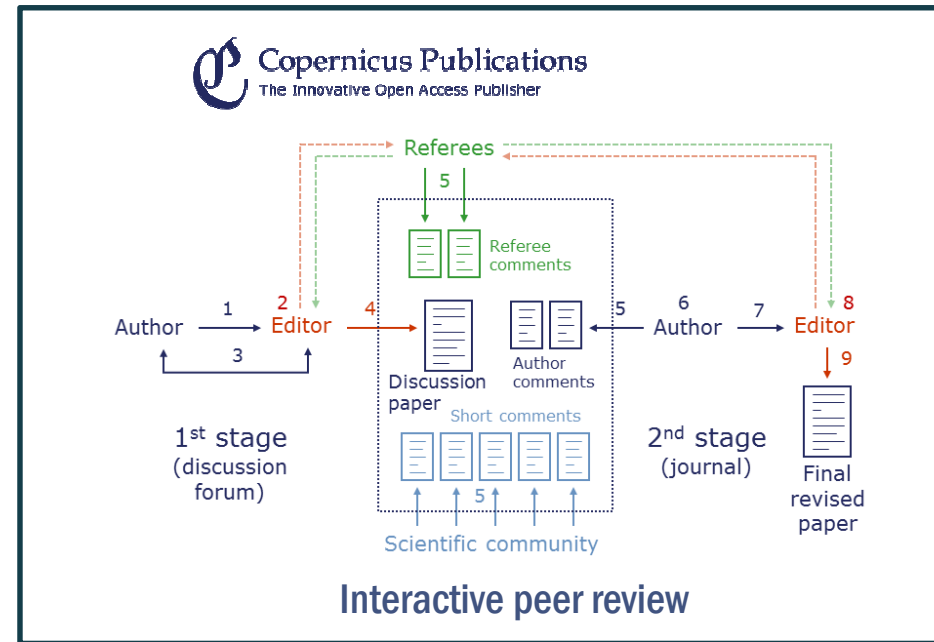 Copernicus Publications
The Innovative Open Access Publisher
Referees
5
Referee
comments
1
2
4
5
6
7
8
Author
Editor
Author
Editor
3
9
Discussion
paper
Author
comments
Short comments
1st stage
(discussion
forum)
2nd stage
(journal)
Final
revised
paper
5
Scientific community
Interactive peer review